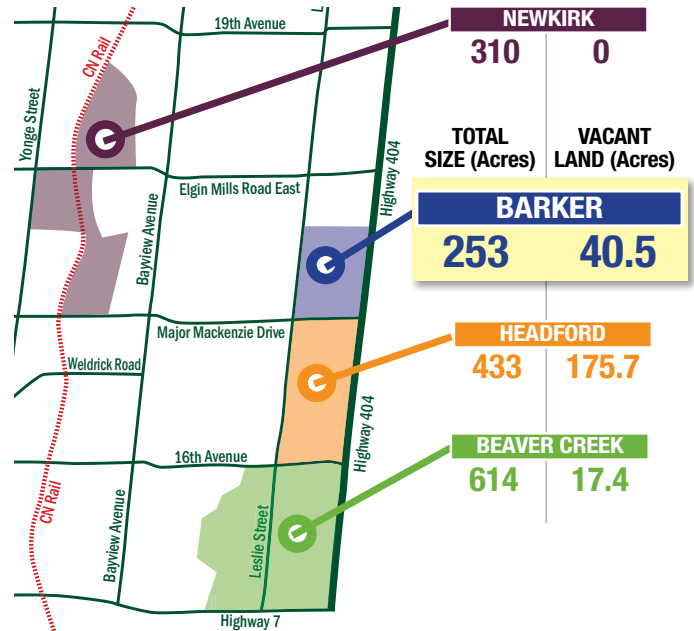 19th Avenue
L
CN Rail
Yonge Street
Highway 404
Elgin Mills Road East
Bayview Avenue
Major Mackenzie Drive
Weldrick Road
Highway 404
16th Avenue
CN Rail
Bayview Avenue
Leslie Street
Highway 7
NEWKIRK
310 0
TOTAL SIZE (Acres)
VACANT LAND (Acres)
BARKER
253 40.5
HEADFORD
433 175.7
BEAVER CREEK
614 17.4